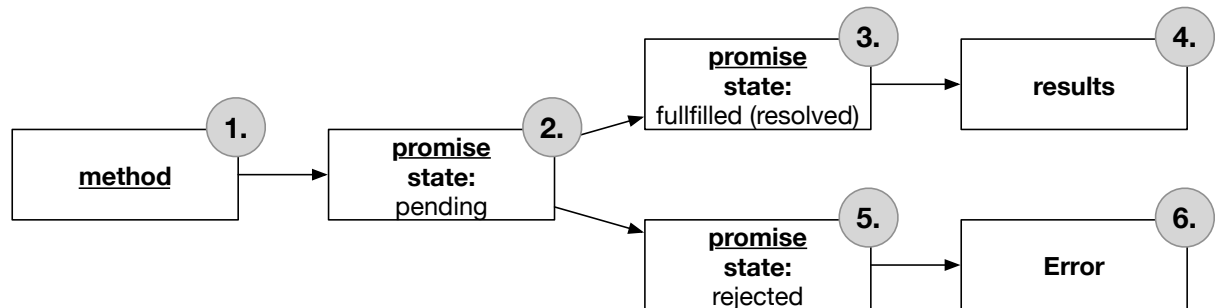 1.
method
2.
promise
state:
pending
3.
promise
state:
fullfilled (resolved)
4.
results
5.
promise
state:
rejected
6.
Error